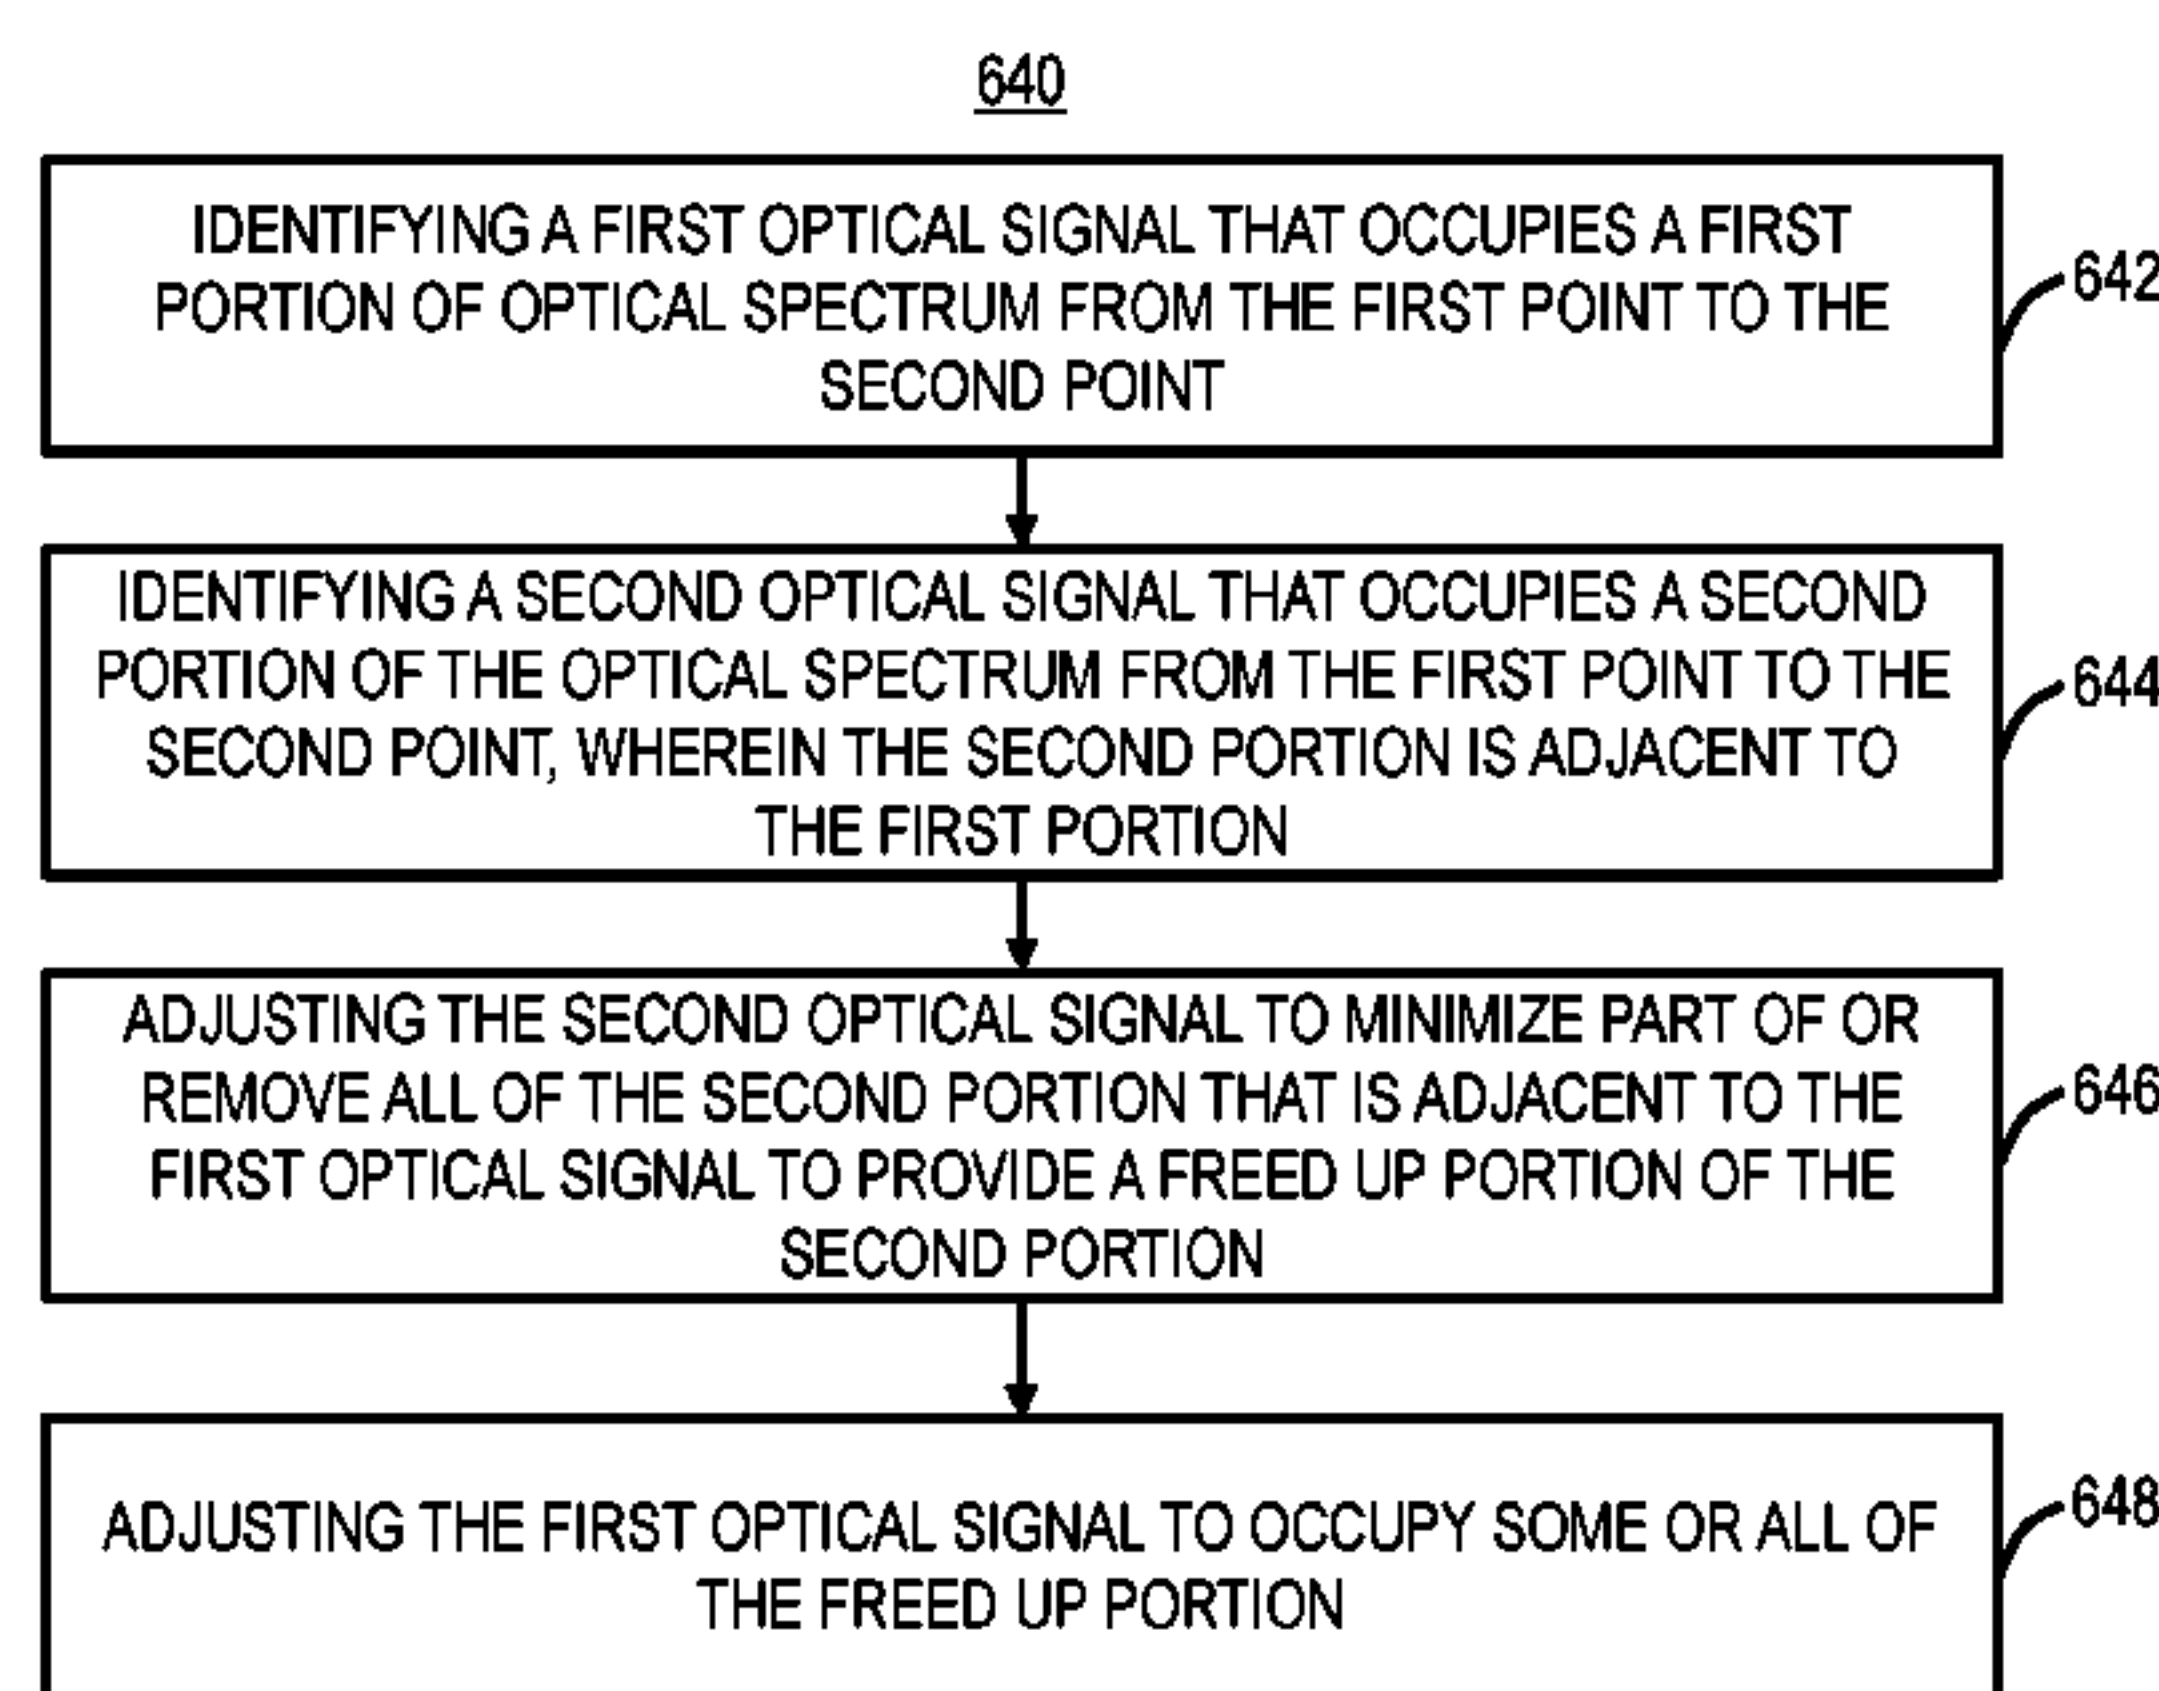 640
IDENTIFYING A FIRST OPTICAL SIGNAL THAT OCCUPIES A FIRST
PORTION OF OPTICAL SPECTRUM FROM THE FIRST POINT TO THE
SECOND POINT
642
IDENTIFYING A SECOND OPTICAL SIGNAL THAT OCCUPIES A SECOND
PORTION OF THE OPTICAL SPECTRUM FROM THE FIRST POINT TO THE
SECOND POINT, WHEREIN THE SECOND PORTION IS ADJACENT TO
THE FIRST PORTION
644
ADJUSTING THE SECOND OPTICAL SIGNAL TO MINIMIZE PART OF OR
REMOVE ALL OF THE SECOND PORTION THAT IS ADJACENT TO THE
FIRST OPTICAL SIGNAL TO PROVIDE A FREED UP PORTION OF THE
SECOND PORTION
646
ADJUSTING THE FIRST OPTICAL SIGNAL TO OCCUPY SOME OR ALL OF
THE FREED UP PORTION
648